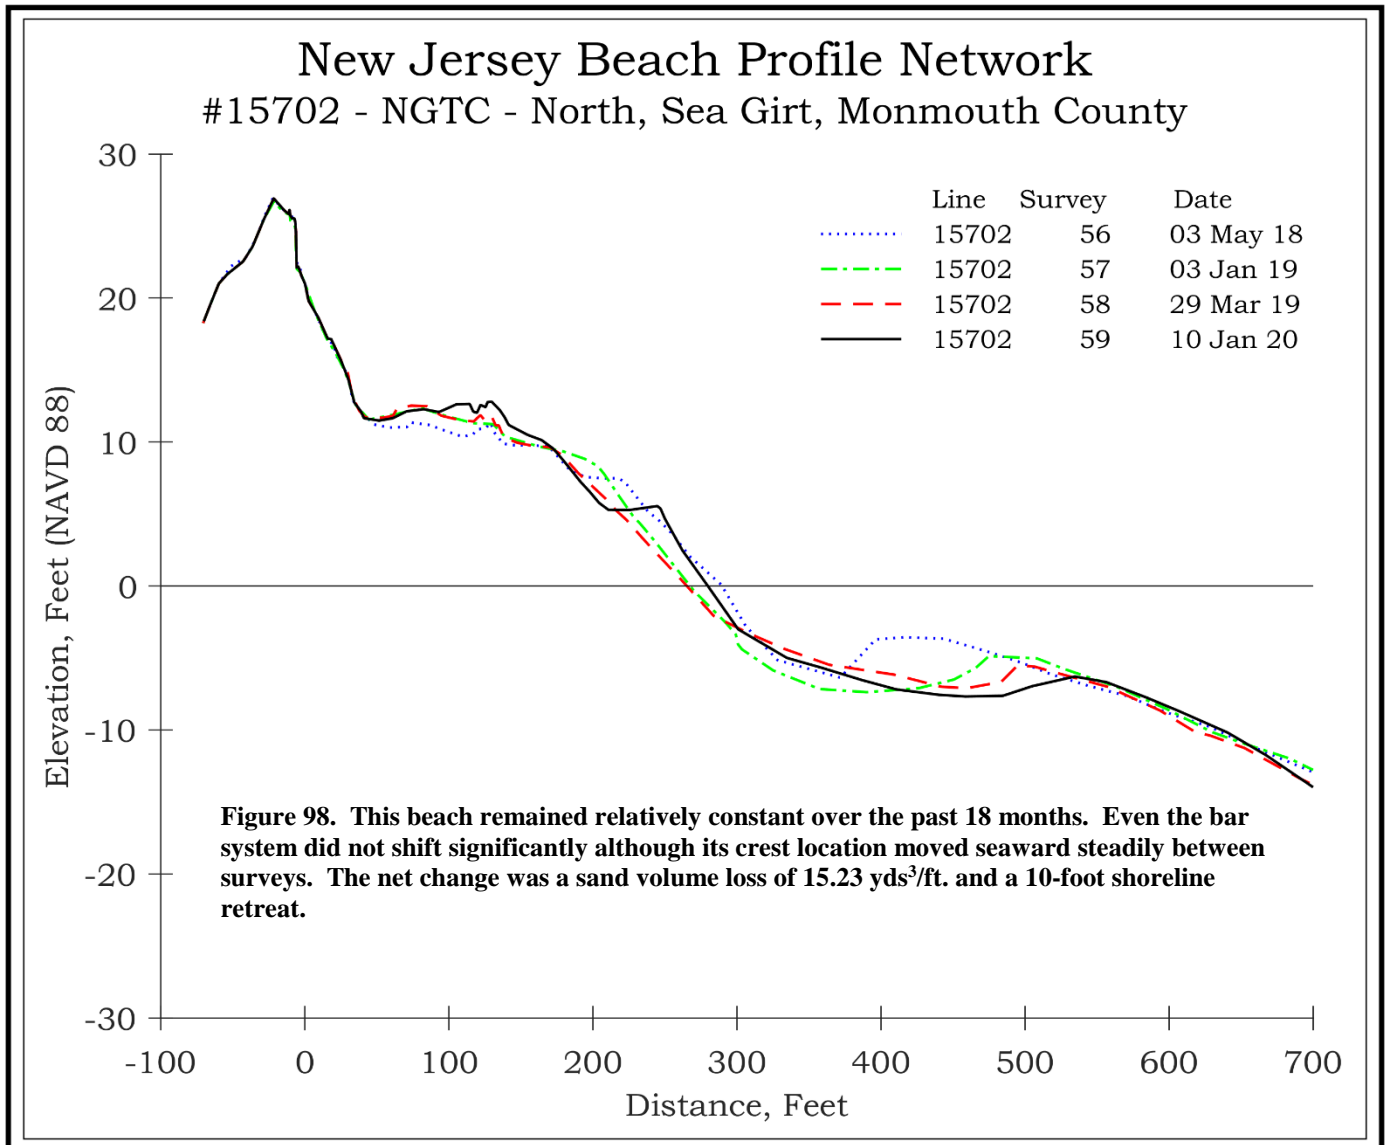 New Jersey Beach Profile Network
#15702 - NGTC - North, Sea Girt, Monmouth County
Line Survey Date
15702 56 03 May 18
15702 57 03 Jan 19
15702 58 29 Mar 19
15702 59 10 Jan 20
30
20
10
0
-10
-20
-30
Elevation, Feet (NAVD 88)
Figure 98. This beach remained relatively constant over the past 18 months. Even the bar
system did not shift significantly although its crest location moved seaward steadily between
surveys. The net change was a sand volume loss of 15.23 yds³/ft. and a 10-foot shoreline
retreat.
-100 0 100 200 300 400 500 600 700
Distance, Feet